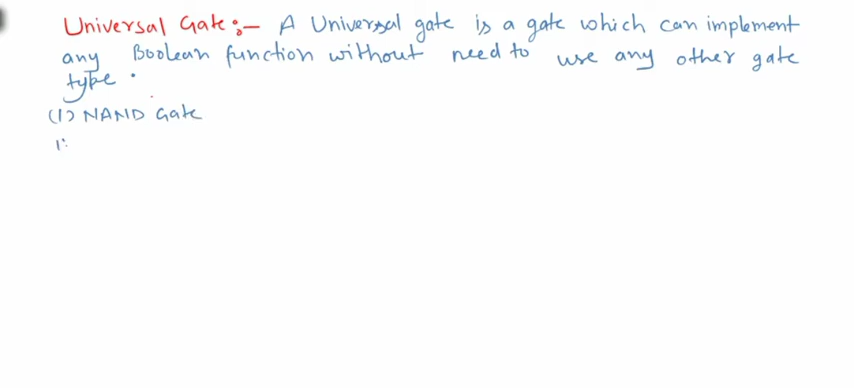 Universal Gate:- A Universal gate is a gate which can implement
any Boolean function without need to use any other gate
type.
(1) NAND Gate